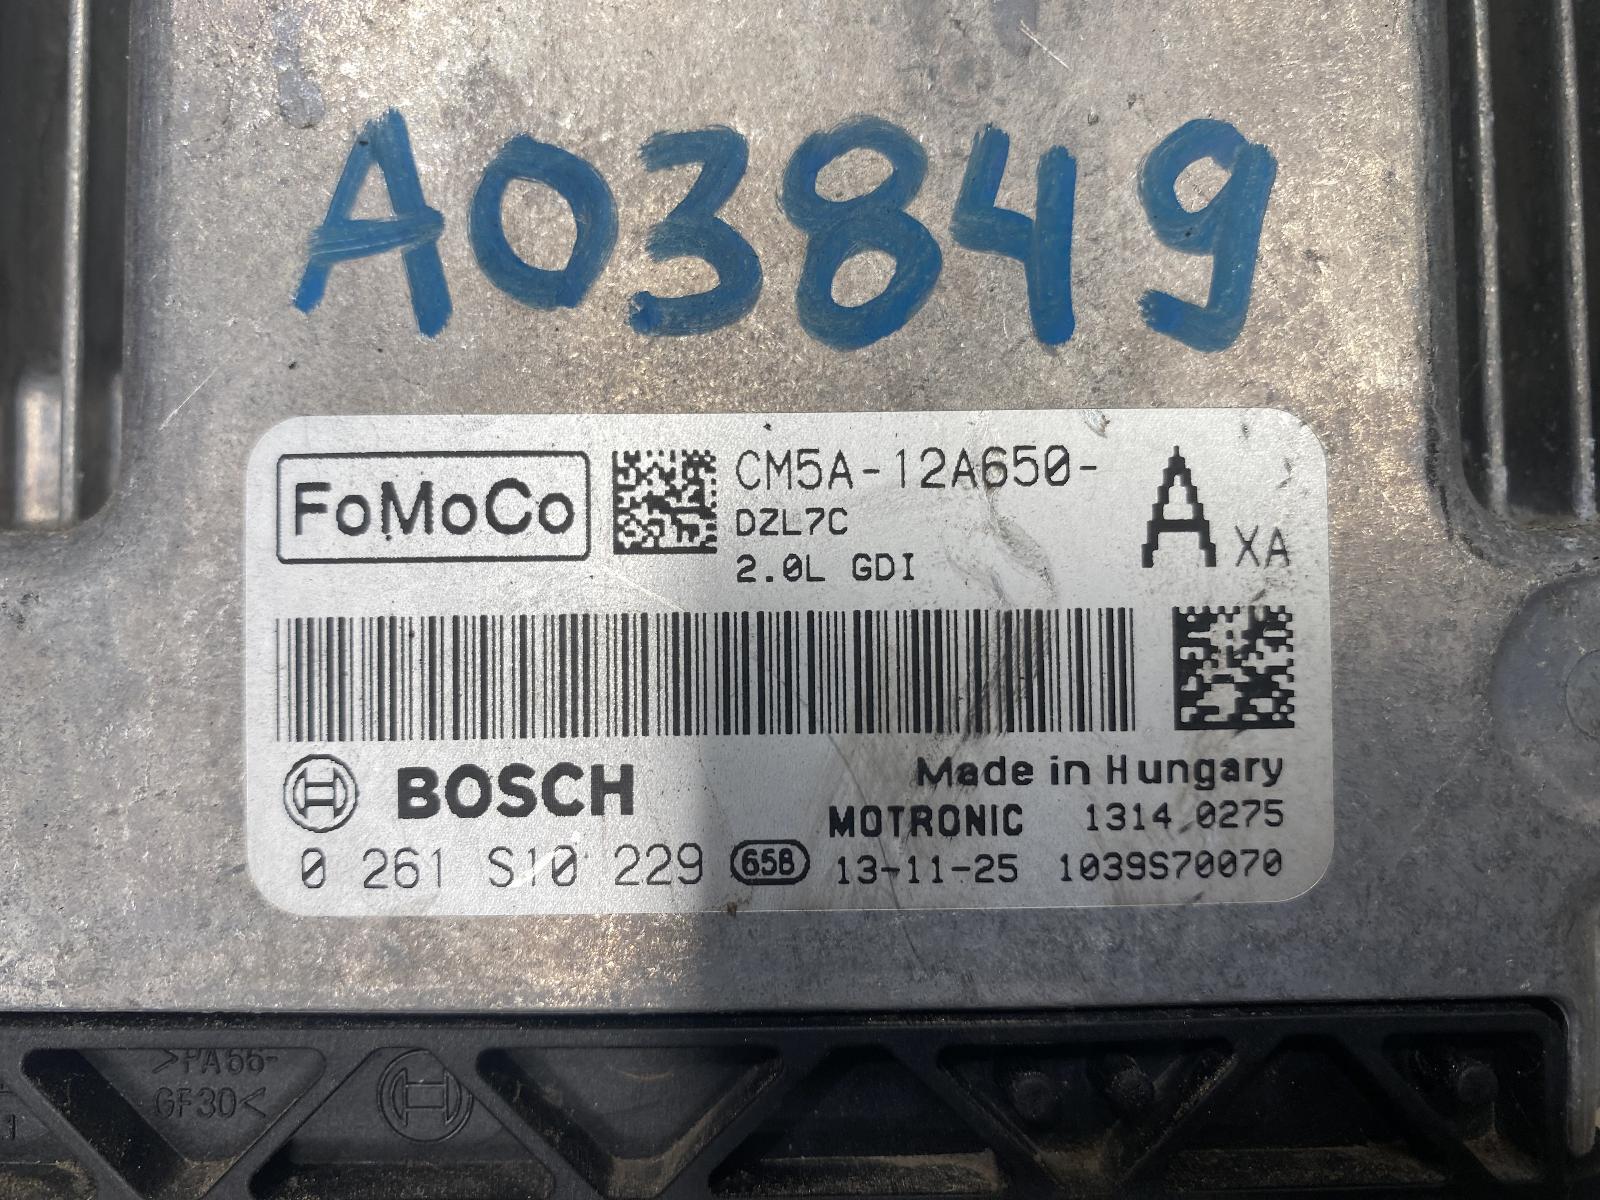 A03849
FoMoCo
CM5A-12A650-
A XA
DZL7C
2.0L GDI
BOSCH
Made in Hungary
MOTRONIC 1314 0275
0 261 S10 229 65B 13-11-25 1039S70070
>PA66-
GF30<